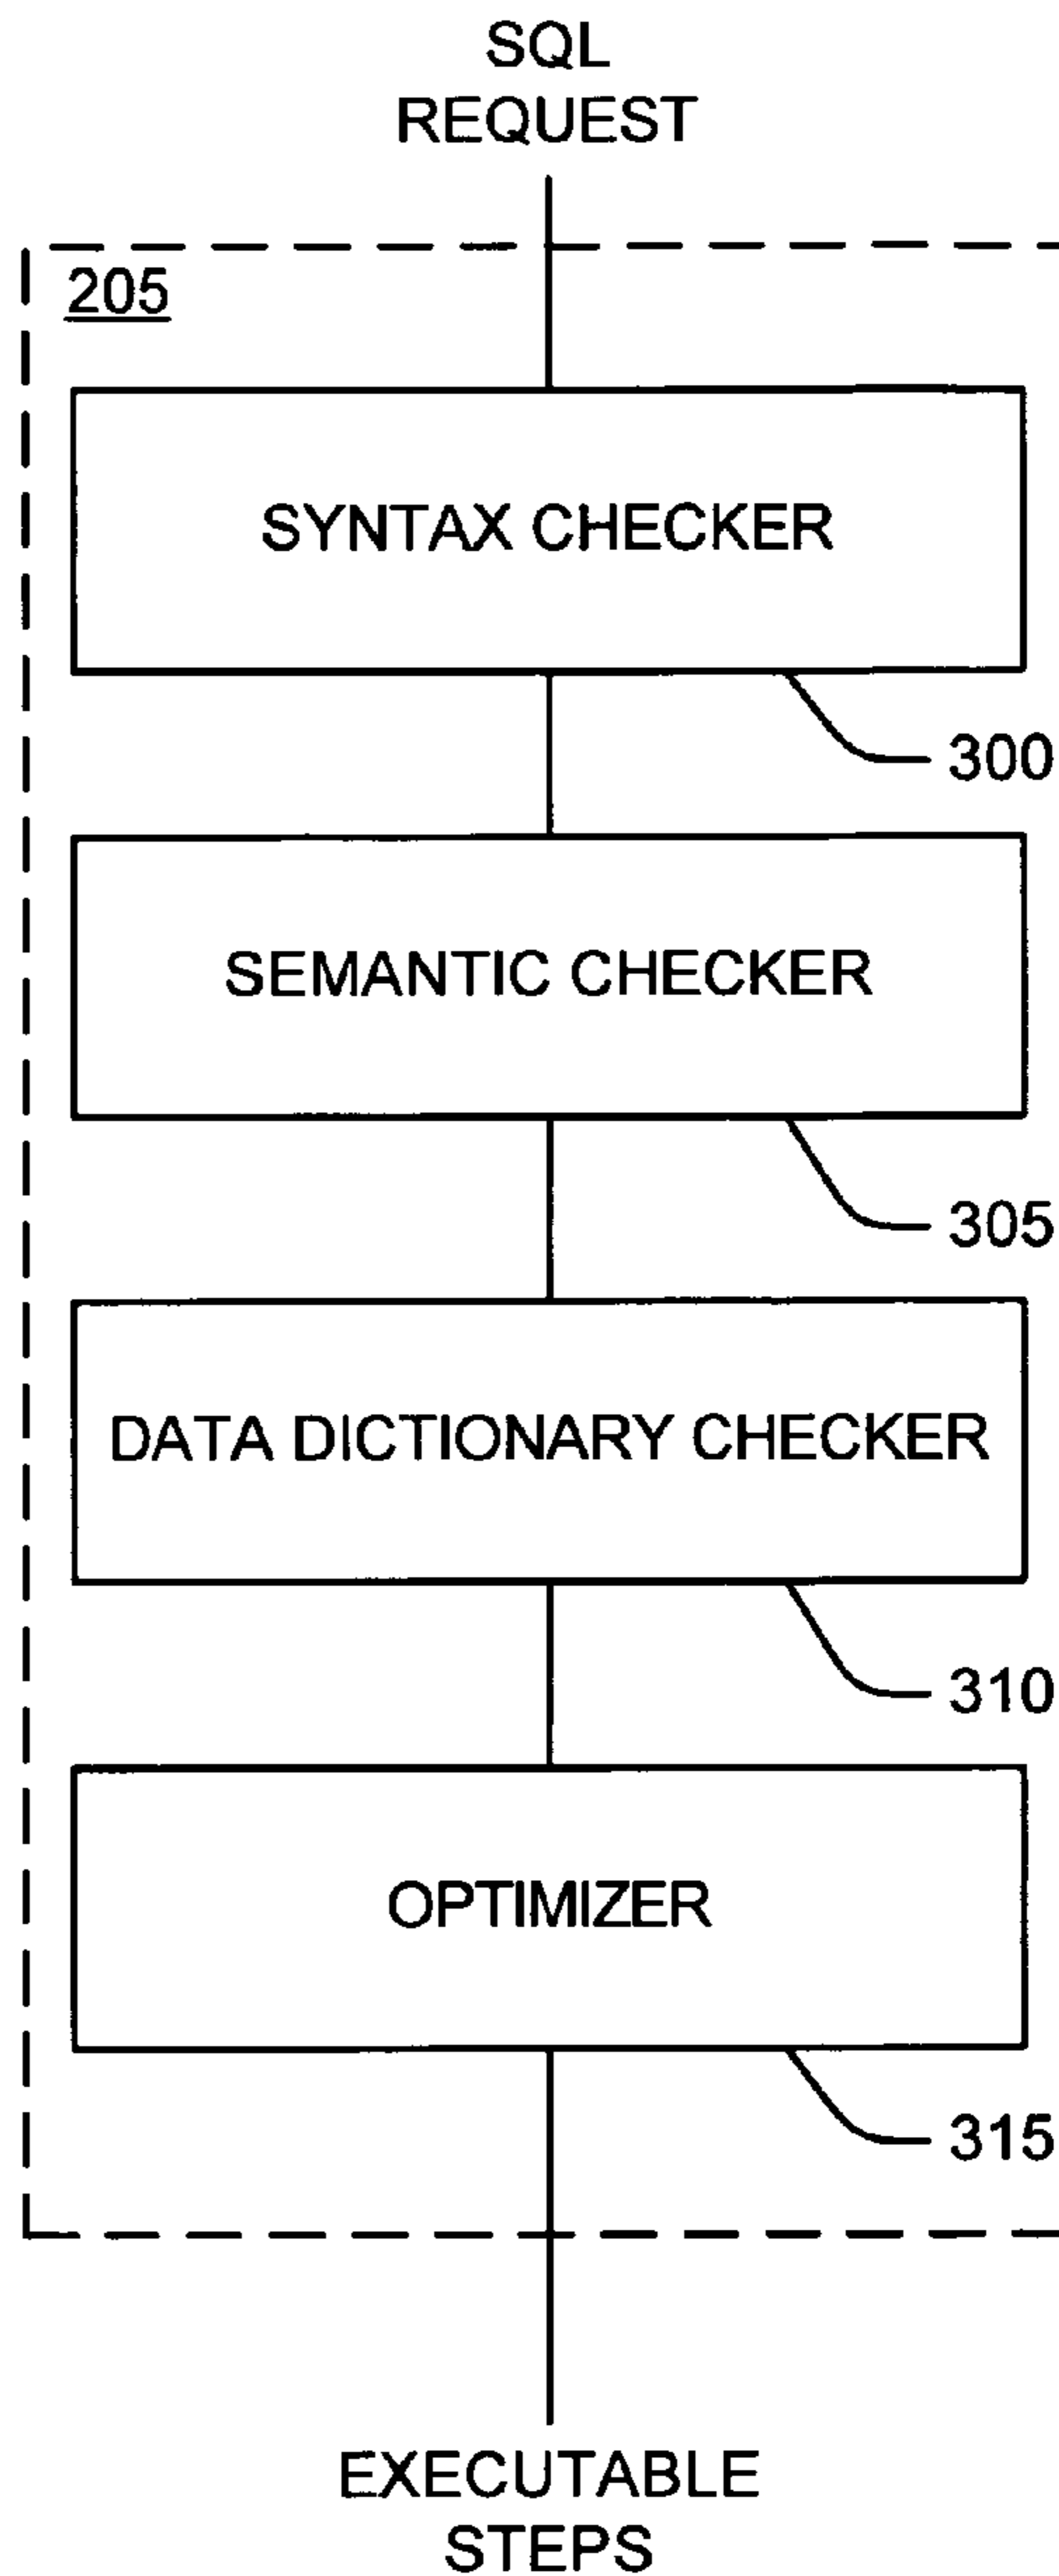 SQL
REQUEST
205
SYNTAX CHECKER
300
SEMANTIC CHECKER
305
DATA DICTIONARY CHECKER
310
OPTIMIZER
315
EXECUTABLE
STEPS